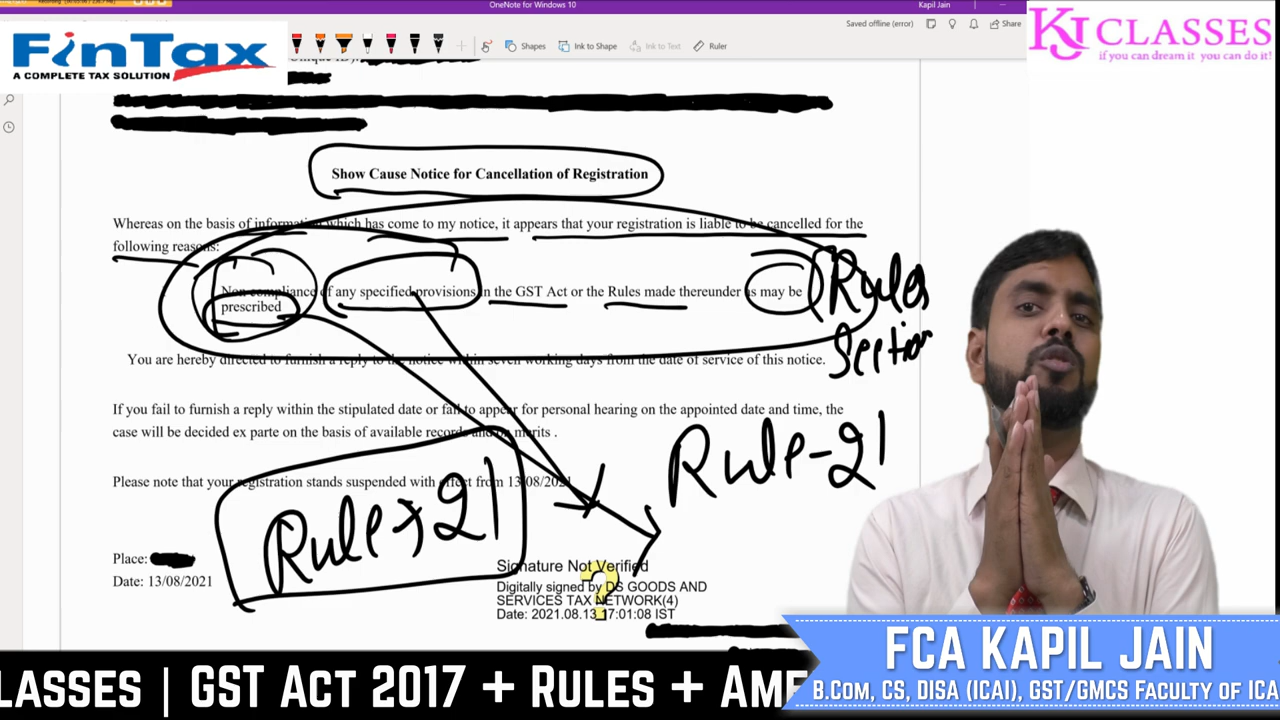 OneNote for Windows 10
Kapil Jain
Saved offline (error)
Share
FinTax
A COMPLETE TAX SOLUTION
Shapes
Ink to Shape
Ink to Text
Ruler
KJ CLASSES
if you can dream it you can do it!
Show Cause Notice for Cancellation of Registration
Whereas on the basis of information which has come to my notice, it appears that your registration is liable to be cancelled for the
following reasons:
Non compliance of any specified provisions in the GST Act or the Rules made thereunder as may be
prescribed
Rules
Section
You are hereby directed to furnish a reply to the notice within seven working days from the date of service of this notice.
If you fail to furnish a reply within the stipulated date or fail to appear for personal hearing on the appointed date and time, the
case will be decided ex parte on the basis of available records and on merits .
Rule-21
Please note that your registration stands suspended with effect from 13/08/2021
Rule 21
Place:
Date: 13/08/2021
Signature Not Verified
Digitally signed by DS GOODS AND
SERVICES TAX NETWORK(4)
Date: 2021.08.13 17:01:08 IST
?
FCA KAPIL JAIN
B.Com, CS, DISA (ICAI), GST/GMCS Faculty of ICA
LASSES | GST Act 2017 + Rules + Ame